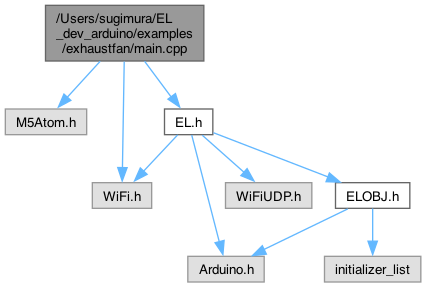 /Users/sugimura/EL
_dev_arduino/examples
/exhaustfan/main.cpp
M5Atom.h
EL.h
WiFi.h
WiFiUDP.h
ELOBJ.h
Arduino.h
initializer_list